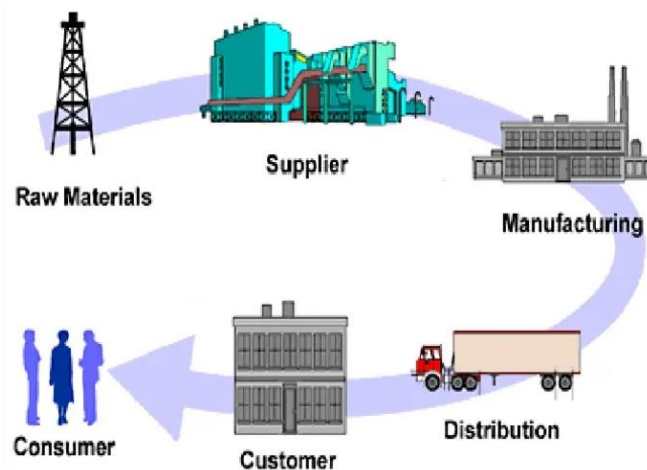 Raw Materials
Supplier
Manufacturing
Distribution
Customer
Consumer